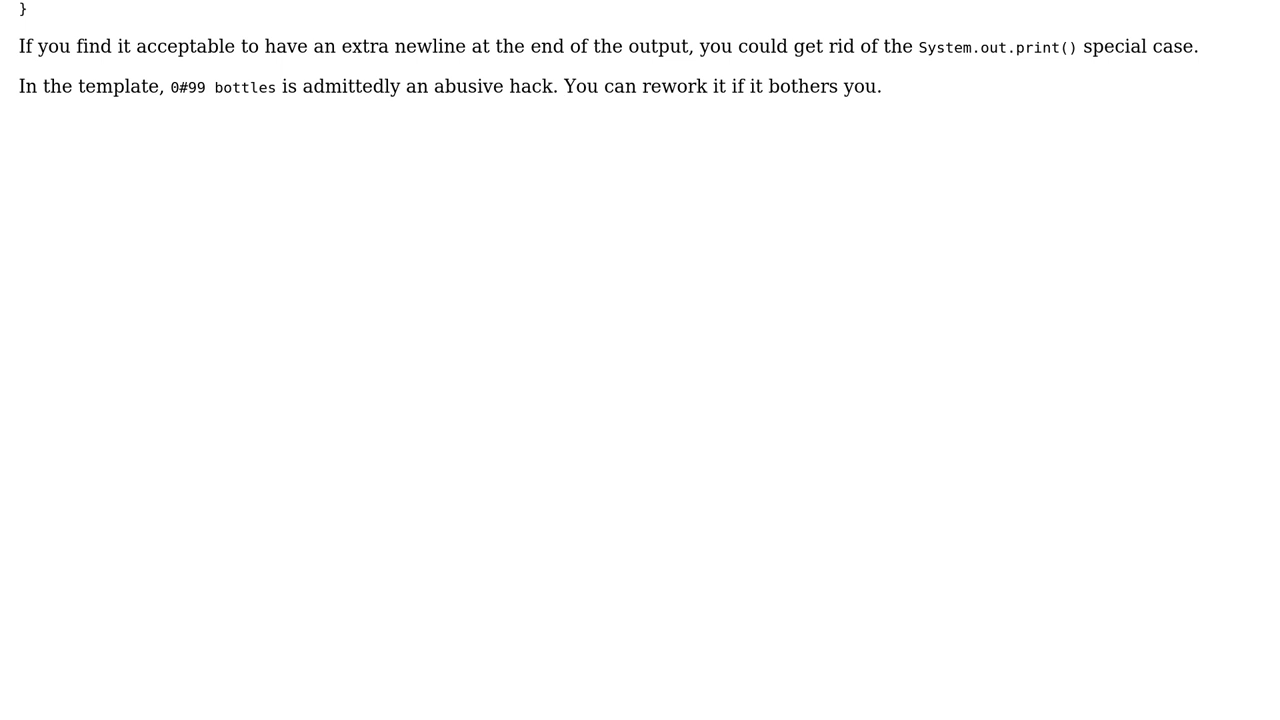 }
If you find it acceptable to have an extra newline at the end of the output, you could get rid of the System.out.print() special case.
In the template, 0#99 bottles is admittedly an abusive hack. You can rework it if it bothers you.